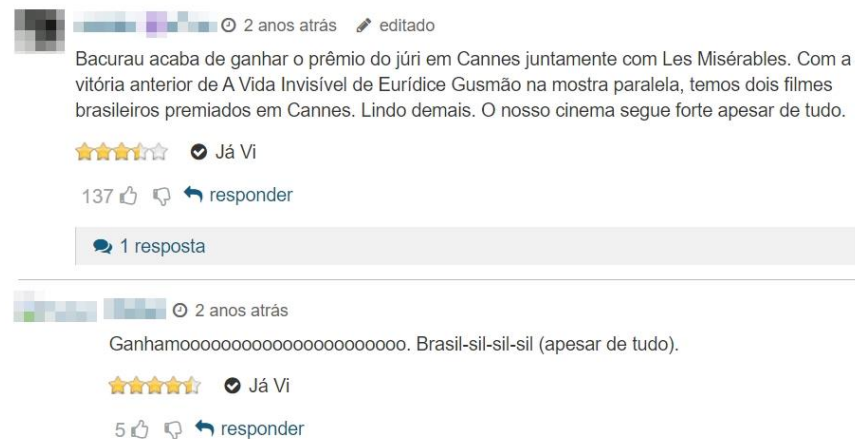 2 anos atrás editado
Bacurau acaba de ganhar o prêmio do júri em Cannes juntamente com Les Misérables. Com a
vitória anterior de A Vida Invisível de Eurídice Gusmão na mostra paralela, temos dois filmes
brasileiros premiados em Cannes. Lindo demais. O nosso cinema segue forte apesar de tudo.
Já Vi
137 responder
1 resposta
2 anos atrás
Ganhamooooooooooooooooooooooo. Brasil-sil-sil-sil (apesar de tudo).
Já Vi
5 responder